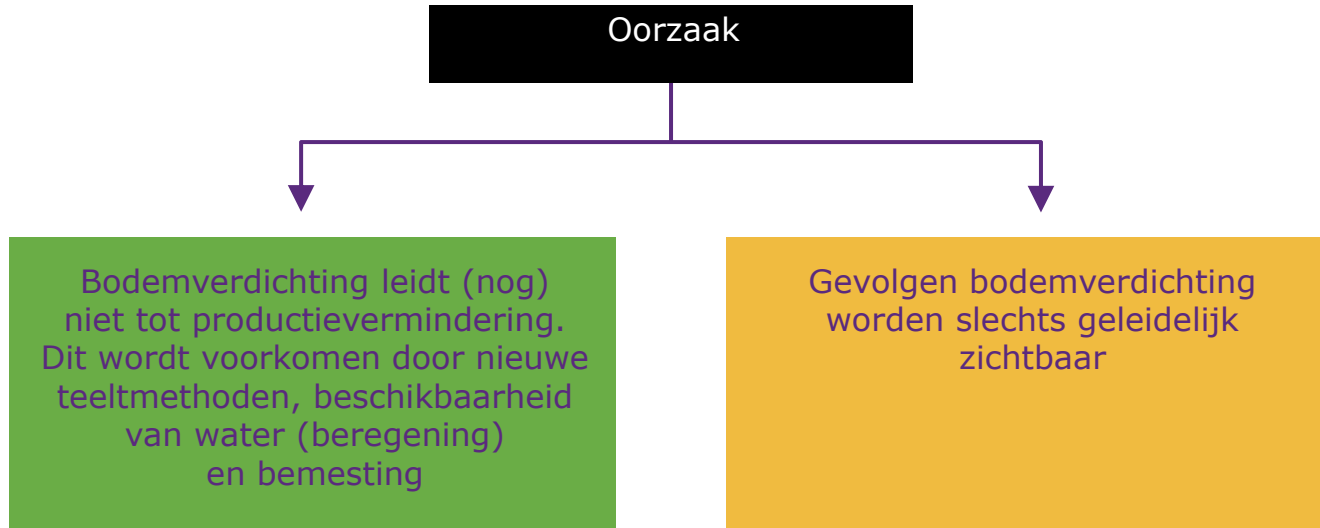 Oorzaak
Bodemverdichting leidt (nog)
niet tot productievermindering.
Dit wordt voorkomen door nieuwe
teeltmethoden, beschikbaarheid
van water (beregening)
en bemesting
Gevolgen bodemverdichting
worden slechts geleidelijk
zichtbaar